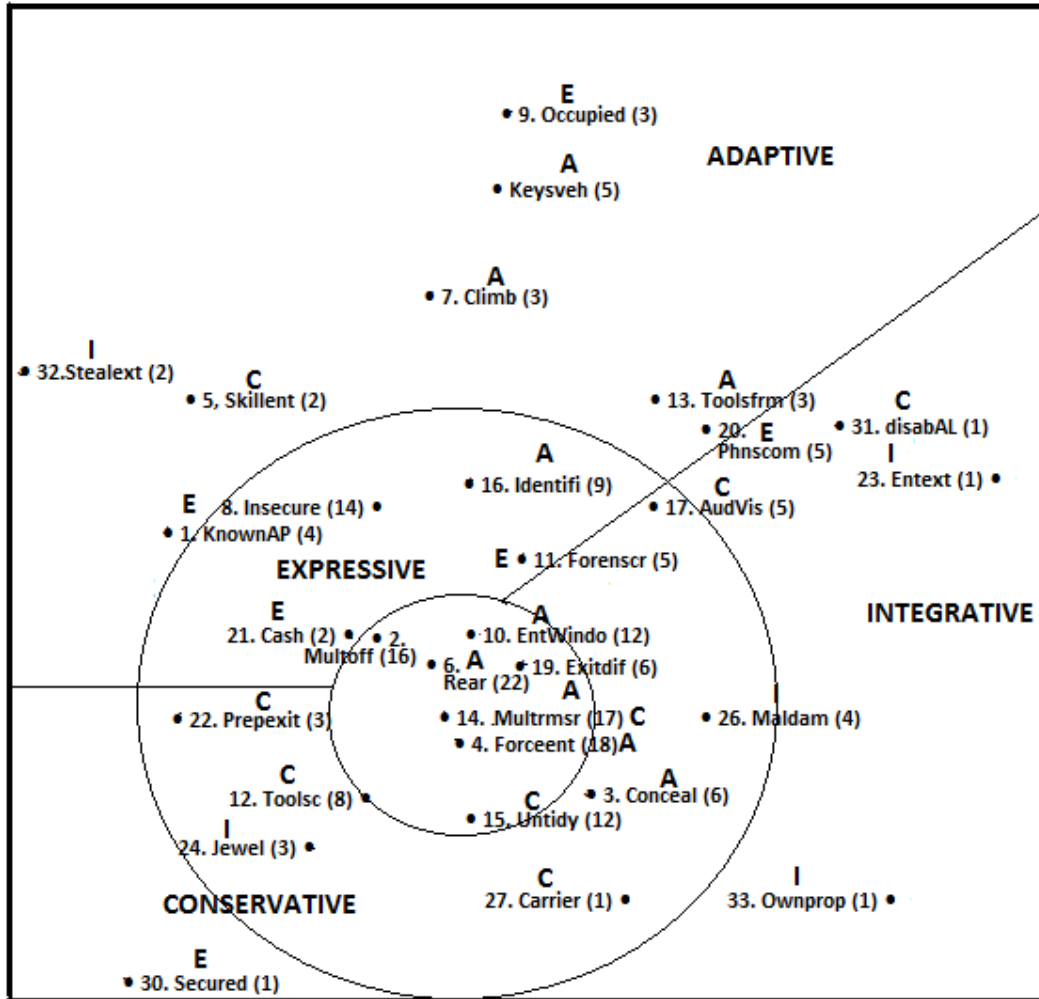 E
9. Occupied (3)
ADAPTIVE
A
Keysveh (5)
A
7. Climb (3)
I
32.Stealext (2)
C
5, Skillent (2)
A
13. Toolsfrm (3)
C
31. disabAL (1)
20. E
Phnscom (5)
I
23. Entext (1)
A
16. Identifi (9)
C
17. AudVis (5)
E 8. Insecure (14)
1. KnownAP (4)
E 11. Forenscr (5)
EXPRESSIVE
INTEGRATIVE
E
21. Cash (2)
2.
Multoff (16)
A
10. EntWindo (12)
6. A
Rear (22)
19. Exitdif (6)
A
C
22. Prepexit (3)
14. .Multrmsr (17) C
I
26. Maldam (4)
4. Forceent (18) A
C
12. Toolsc (8)
A
3. Conceal (6)
C
15. Untidy (12)
I
24. Jewel (3)
CONSERVATIVE
C
27. Carrier (1)
I
33. Ownprop (1)
E
30. Secured (1)